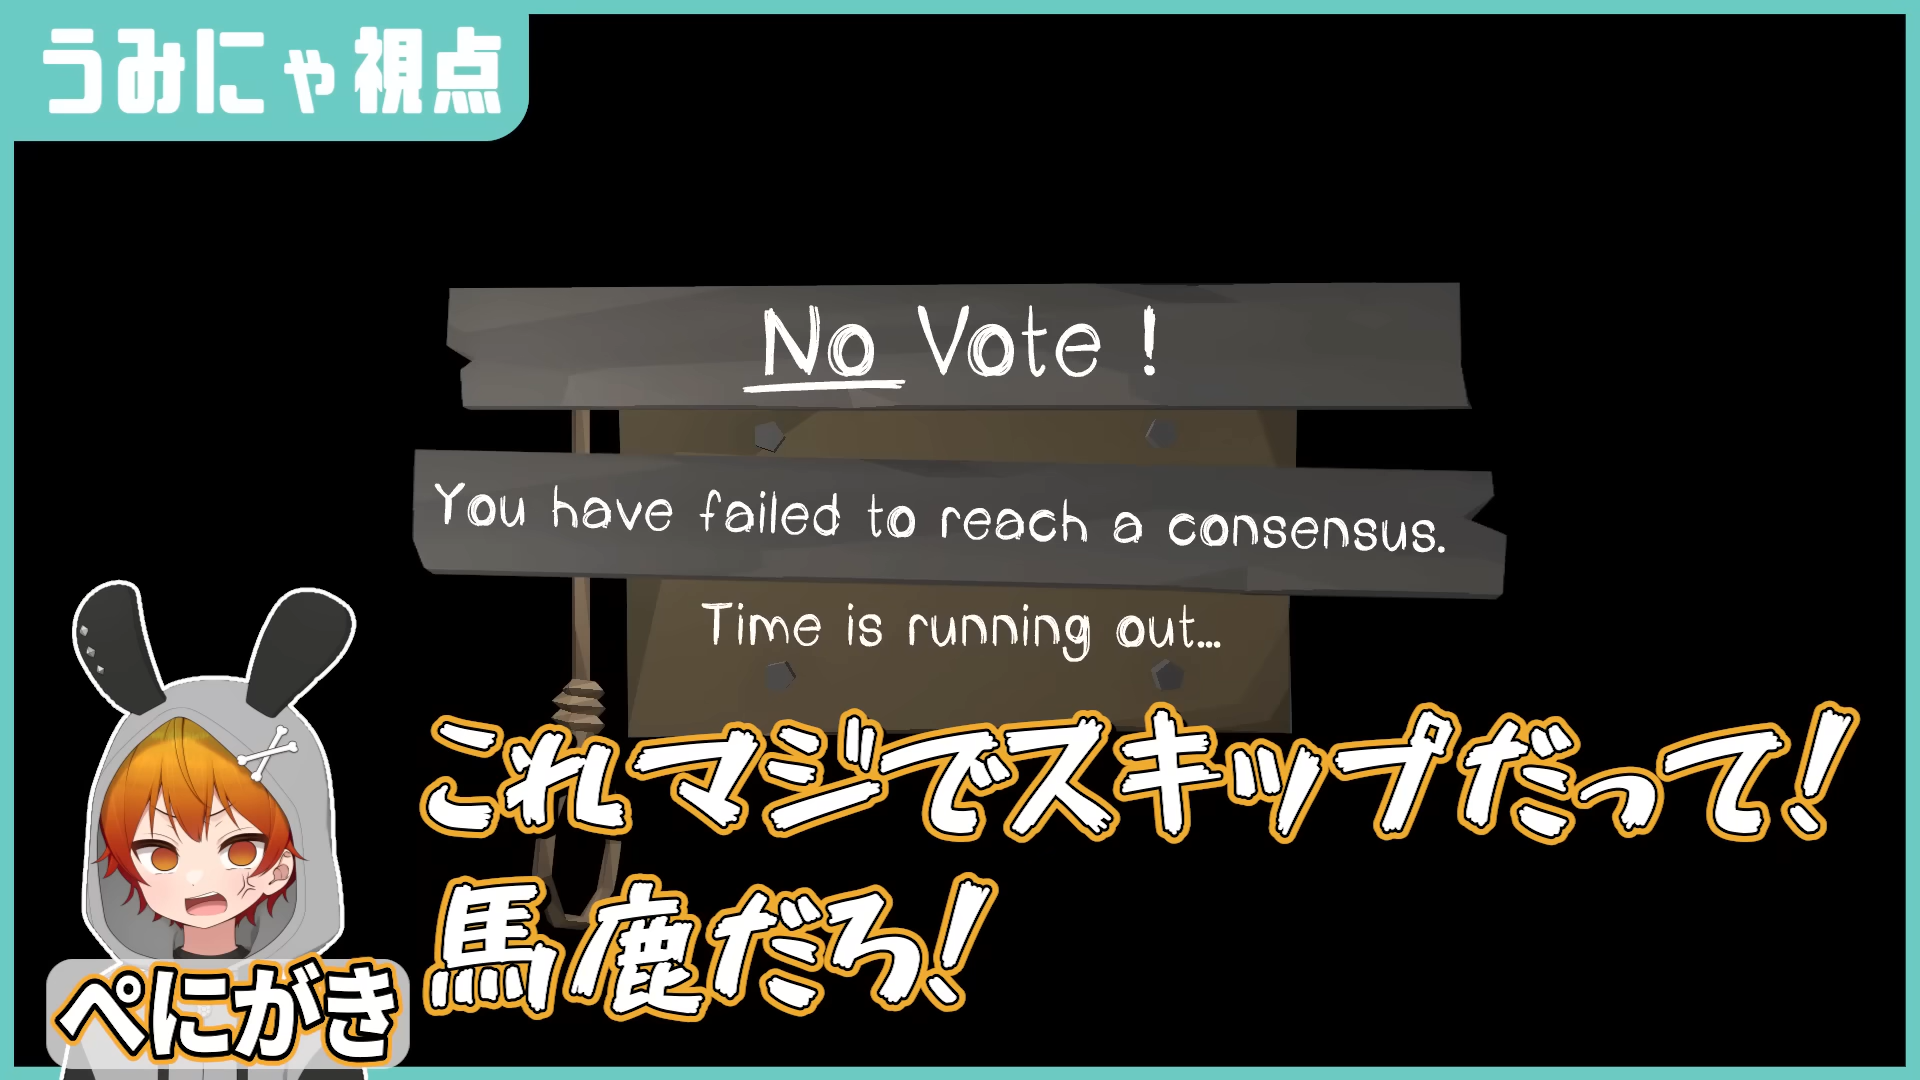 うみにゃ視点
No Vote !
You have failed to reach a consensus.
Time is running out...
これマジでスキップだって!
馬鹿だろ!
ぺにがき